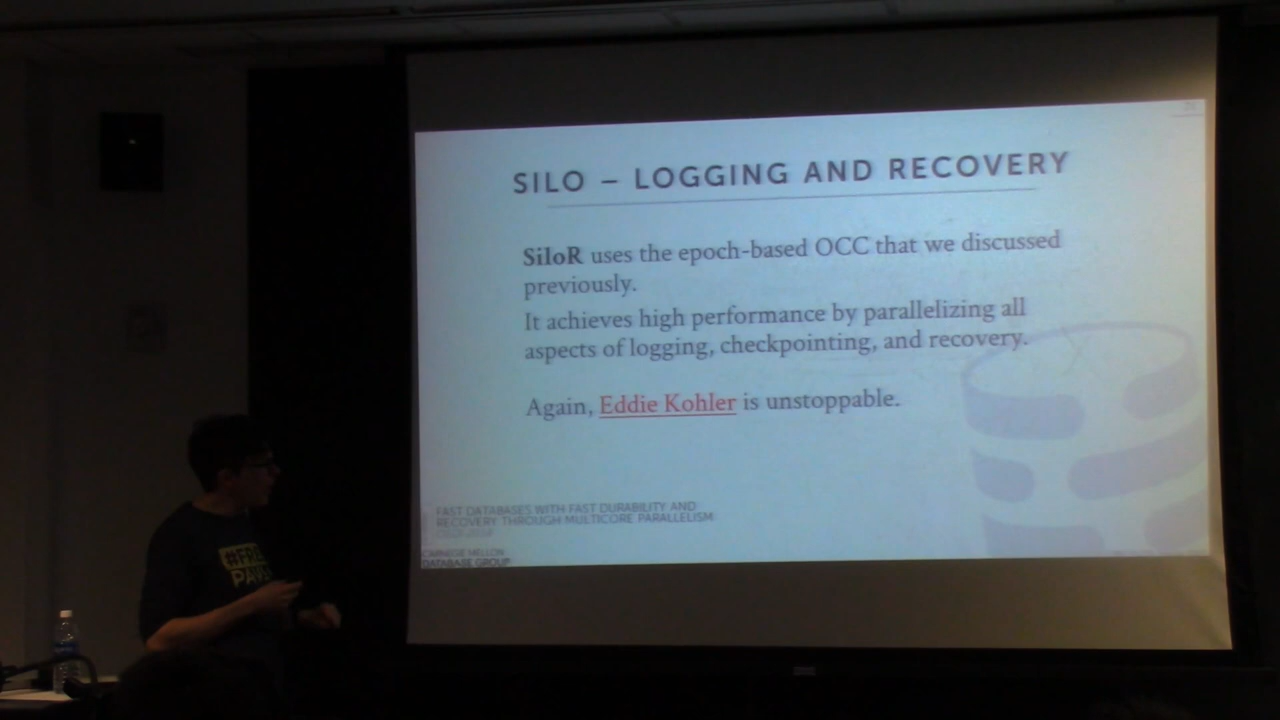 SILO – LOGGING AND RECOVERY
SiloR uses the epoch-based OCC that we discussed
previously.
It achieves high performance by parallelizing all
aspects of logging, checkpointing, and recovery.
Again, Eddie Kohler is unstoppable.
FAST DATABASES WITH FAST DURABILITY AND
RECOVERY THROUGH MULTICORE PARALLELISM
CARNEGIE MELLON
DATABASE GROUP
#FREE